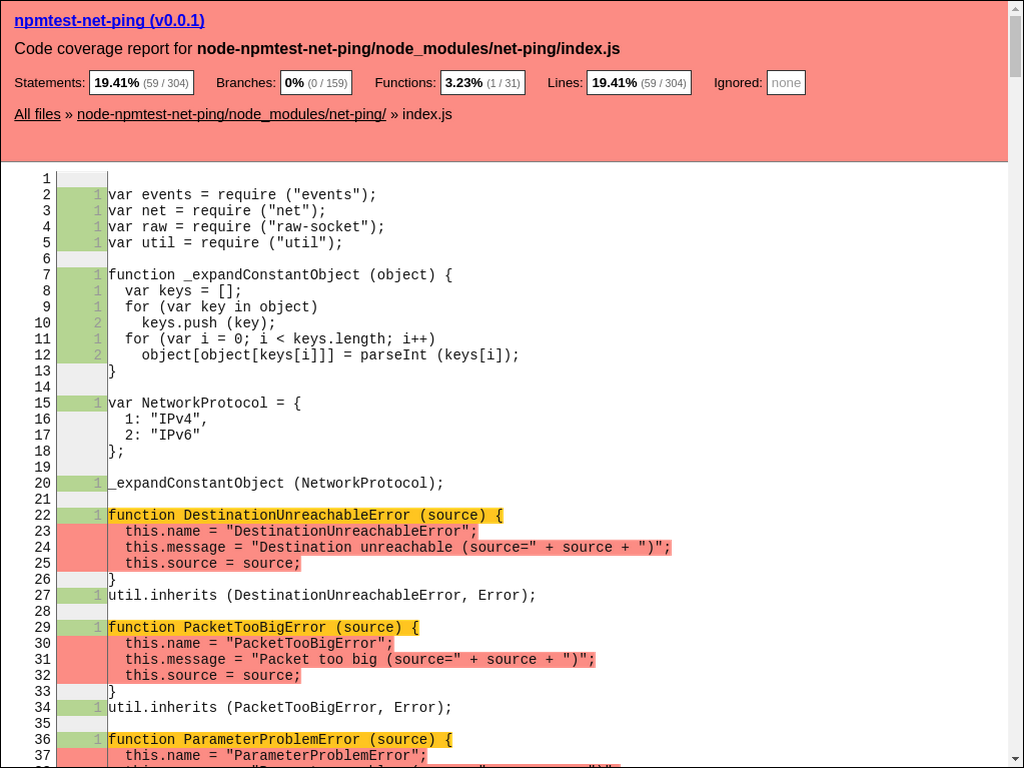 npmtest-net-ping (v0.0.1)
Code coverage report for node-npmtest-net-ping/node_modules/net-ping/index.js
Statements: 19.41% (59 / 304) Branches: 0% (0 / 159) Functions: 3.23% (1 / 31) Lines: 19.41% (59 / 304) Ignored: none
All files » node-npmtest-net-ping/node_modules/net-ping/ » index.js
1
2 1 var events = require ("events");
3 1 var net = require ("net");
4 1 var raw = require ("raw-socket");
5 1 var util = require ("util");
6
7 1 function _expandConstantObject (object) {
8 1 var keys = [];
9 1 for (var key in object)
10 2 keys.push (key);
11 1 for (var i = 0; i < keys.length; i++)
12 2 object[object[keys[i]]] = parseInt (keys[i]);
13 }
14
15 1 var NetworkProtocol = {
16 1: "IPv4",
17 2: "IPv6"
18 };
19
20 1 _expandConstantObject (NetworkProtocol);
21
22 1 function DestinationUnreachableError (source) {
23 this.name = "DestinationUnreachableError";
24 this.message = "Destination unreachable (source=" + source + ")";
25 this.source = source;
26 }
27 1 util.inherits (DestinationUnreachableError, Error);
28
29 1 function PacketTooBigError (source) {
30 this.name = "PacketTooBigError";
31 this.message = "Packet too big (source=" + source + ")";
32 this.source = source;
33 }
34 1 util.inherits (PacketTooBigError, Error);
35
36 1 function ParameterProblemError (source) {
37 this.name = "ParameterProblemError";